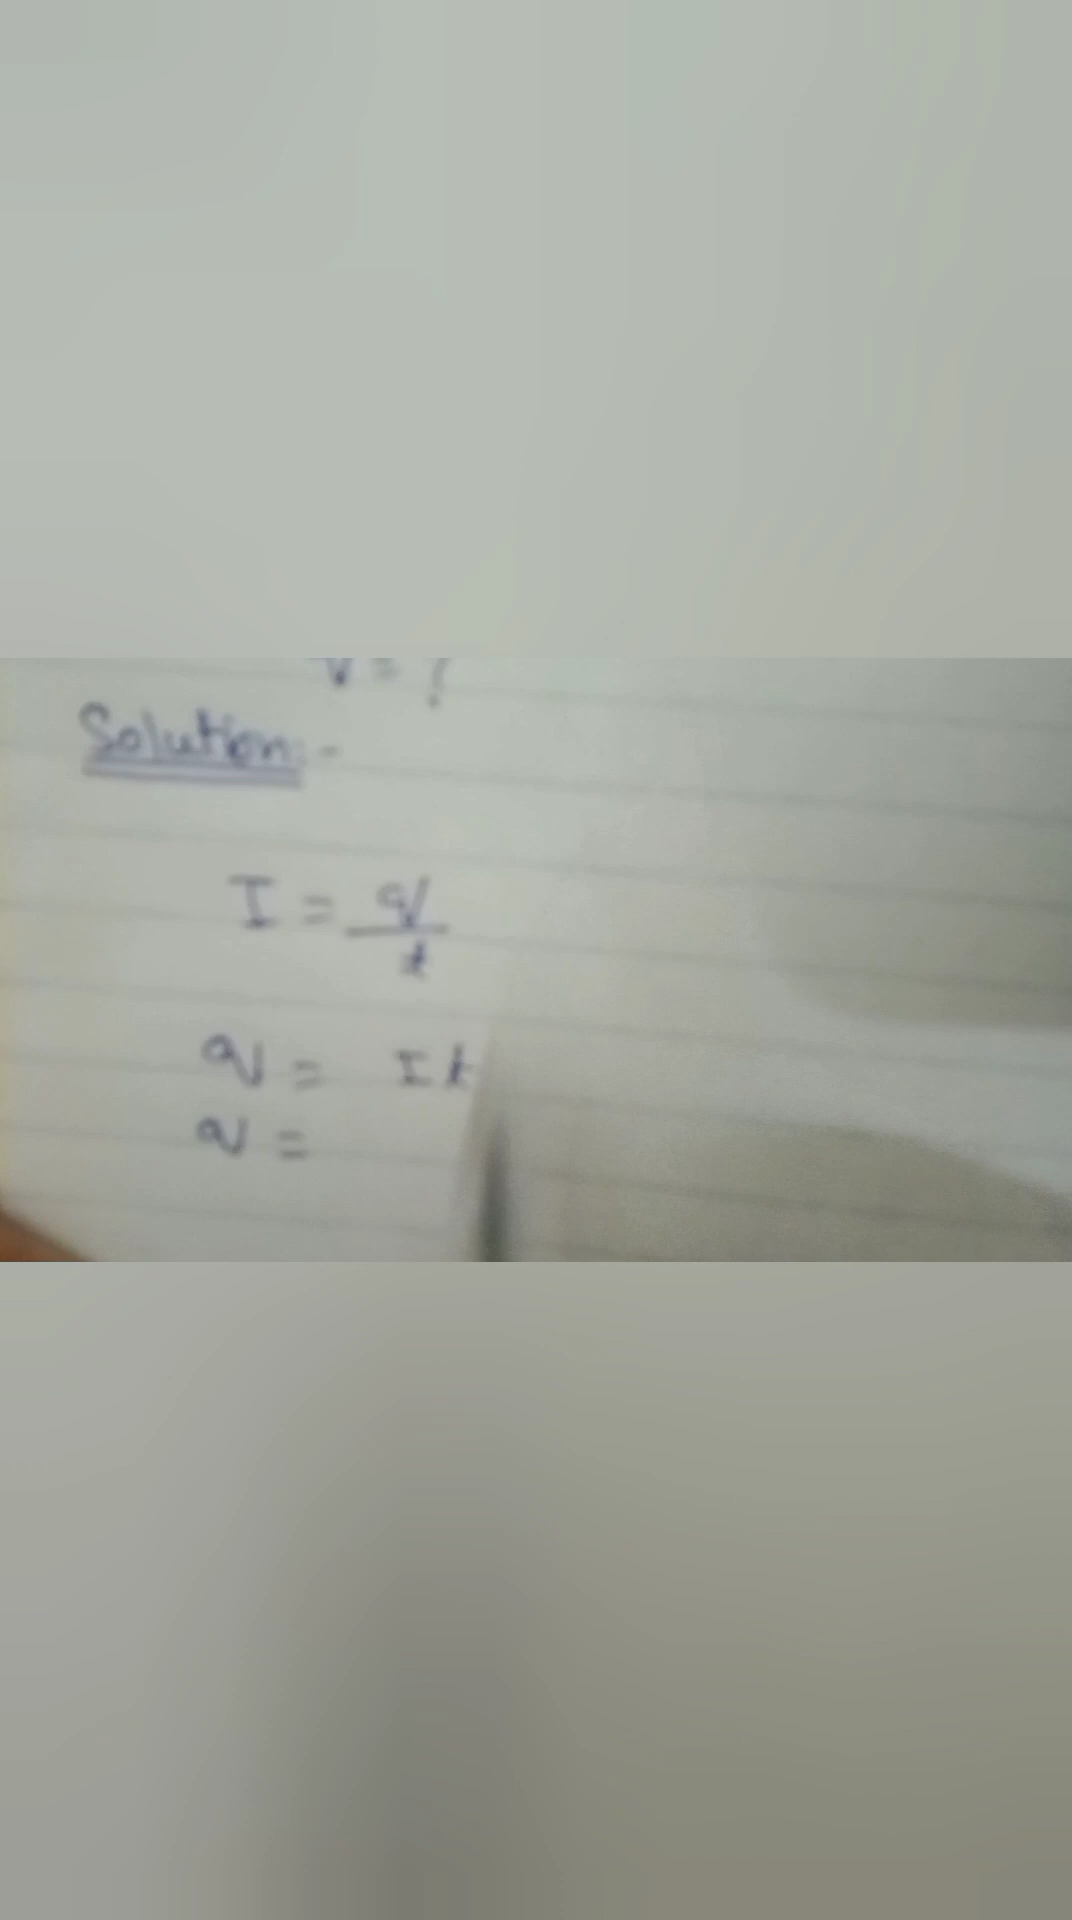 V = ?
Solution:-
I = q/t
q = It
q =